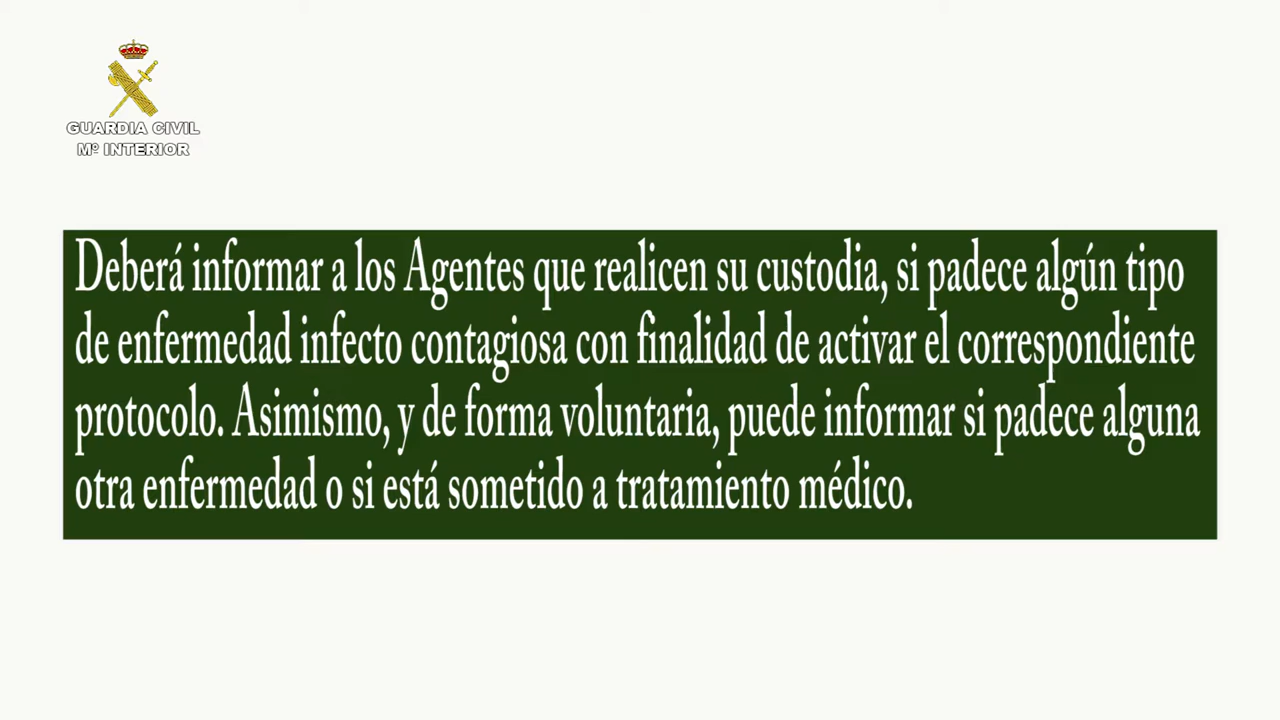 GUARDIA CIVIL
Mº INTERIOR
Deberá informar a los Agentes que realicen su custodia, si padece algún tipo
de enfermedad infecto contagiosa con finalidad de activar el correspondiente
protocolo. Asimismo, y de forma voluntaria, puede informar si padece alguna
otra enfermedad o si está sometido a tratamiento médico.